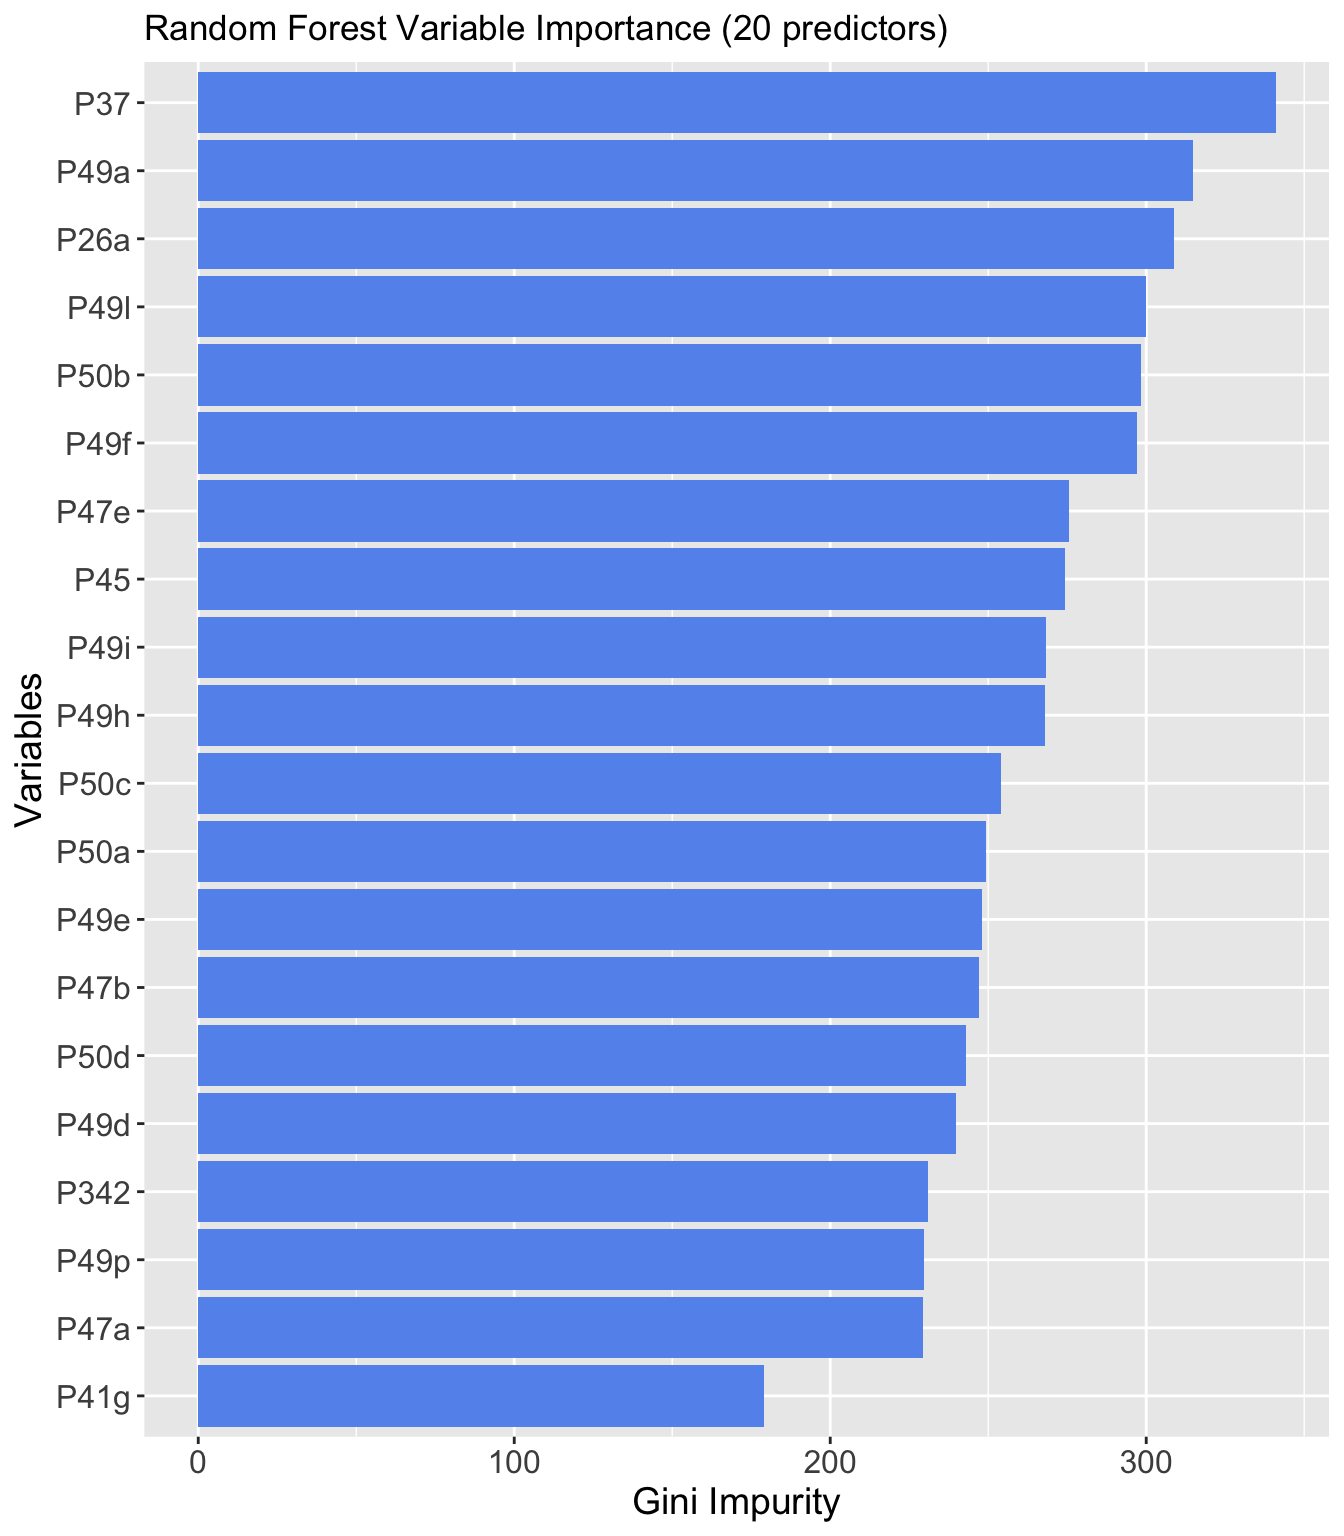 Random Forest Variable Importance (20 predictors)
P37
P49a
P26a
P49l
P50b
P49f
P47e
P45
P49i
P49h
P50c
P50a
P49e
P47b
P50d
P49d
P342
P49p
P47a
P41g
Variables
0 100 200 300
Gini Impurity